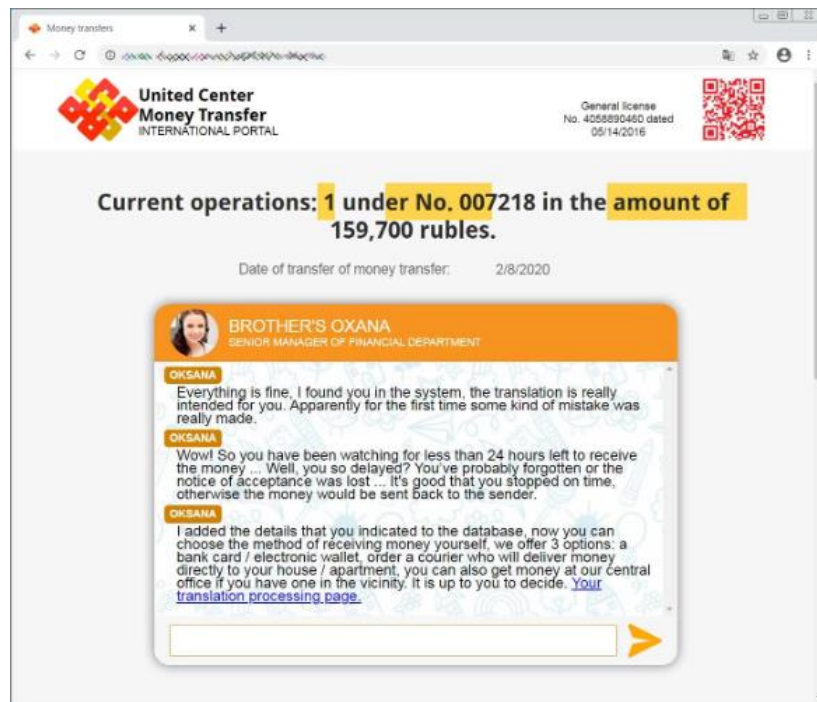 Money transfers
United Center
Money Transfer
INTERNATIONAL PORTAL
General license
No. 4058890460 dated
05/14/2016
Current operations: 1 under No. 007218 in the amount of
159,700 rubles.
Date of transfer of money transfer: 2/8/2020
BROTHER'S OXANA
SENIOR MANAGER OF FINANCIAL DEPARTMENT
OKSANA
Everything is fine, I found you in the system, the translation is really
intended for you. Apparently for the first time some kind of mistake was
really made.
OKSANA
Wow! So you have been watching for less than 24 hours left to receive
the money ... Well, you so delayed? You've probably forgotten or the
notice of acceptance was lost ... It's good that you stopped on time,
otherwise the money would be sent back to the sender.
OKSANA
I added the details that you indicated to the database, now you can
choose the method of receiving money yourself, we offer 3 options: a
bank card / electronic wallet, order a courier who will deliver money
directly to your house / apartment, you can also get money at our central
office if you have one in the vicinity. It is up to you to decide. Your
translation processing page.